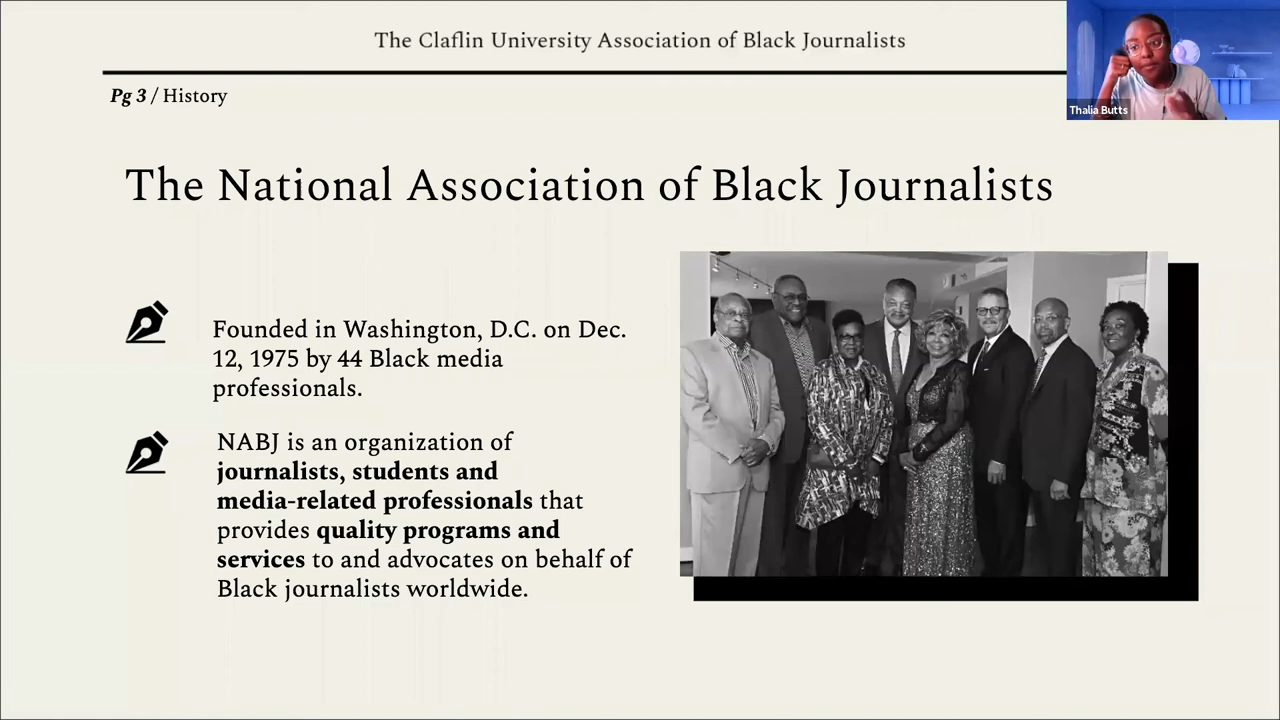 The Claflin University Association of Black Journalists
Pg 3 / History
Thalia Butts
The National Association of Black Journalists
Founded in Washington, D.C. on Dec.
12, 1975 by 44 Black media
professionals.
NABJ is an organization of
journalists, students and
media-related professionals that
provides quality programs and
services to and advocates on behalf of
Black journalists worldwide.